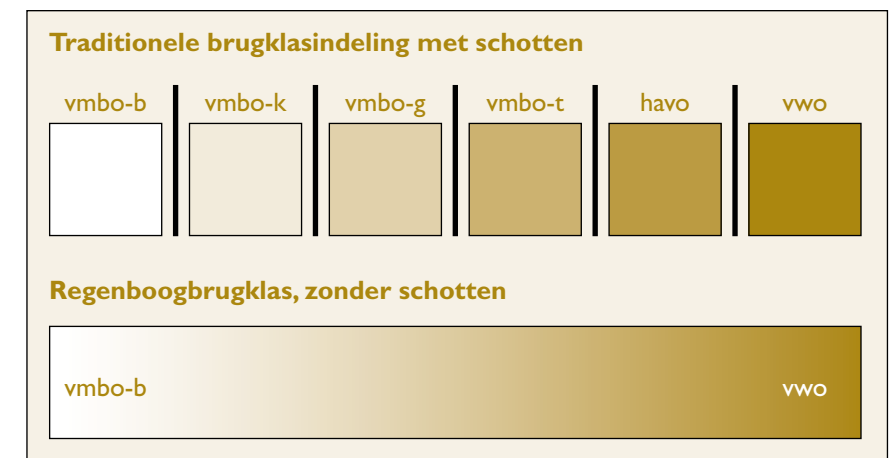 Traditionele brugklasindeling met schotten
vmbo-b vmbo-k vmbo-g vmbo-t havo vwo
Regenboogbrugklas, zonder schotten
vmbo-b vwo